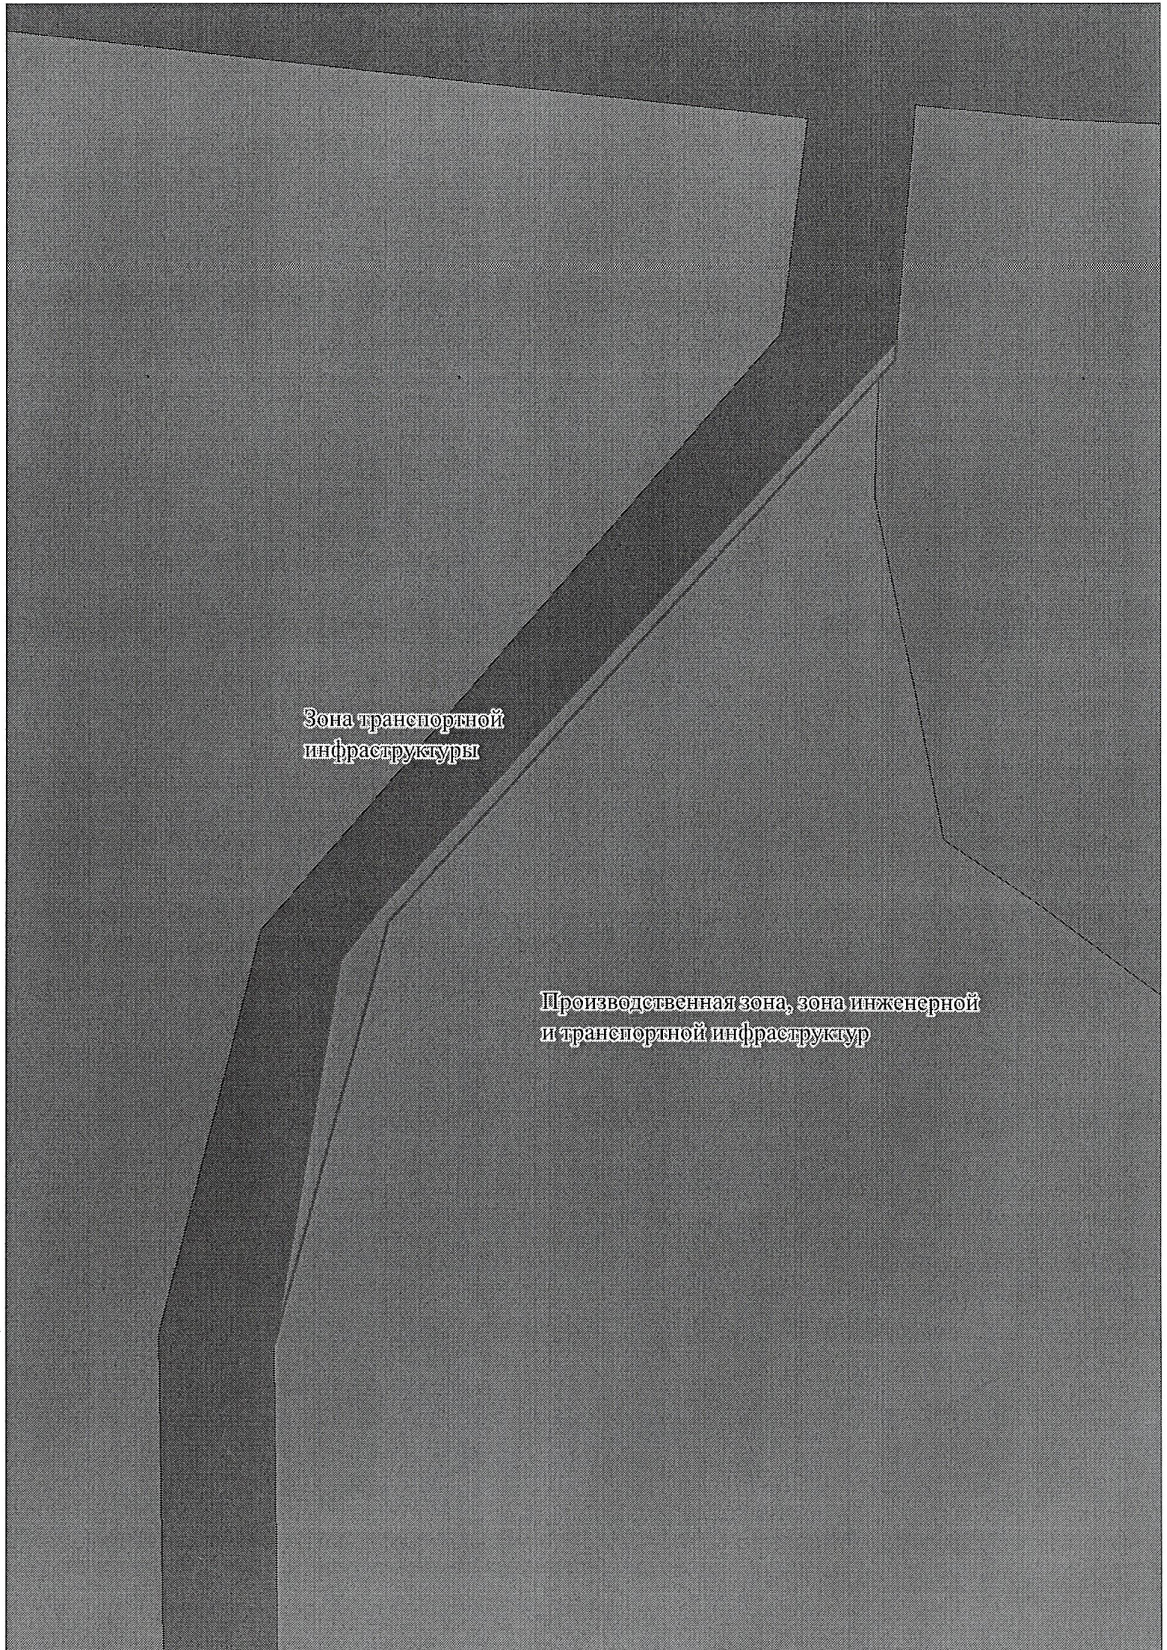 Зона транспортной
инфраструктуры
Производственная зона, зона инженерной
и транспортной инфраструктур